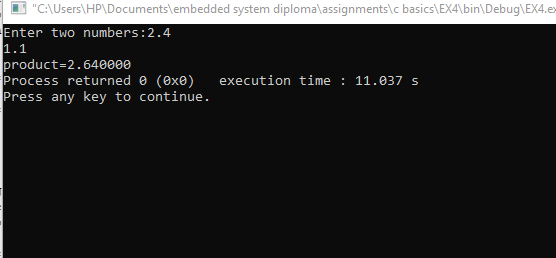 "C:\Users\HP\Documents\embedded system diploma\assignments\c basics\EX4\bin\Debug\EX4.ex
Enter two numbers:2.4
1.1
product=2.640000
Process returned 0 (0x0)   execution time : 11.037 s
Press any key to continue.